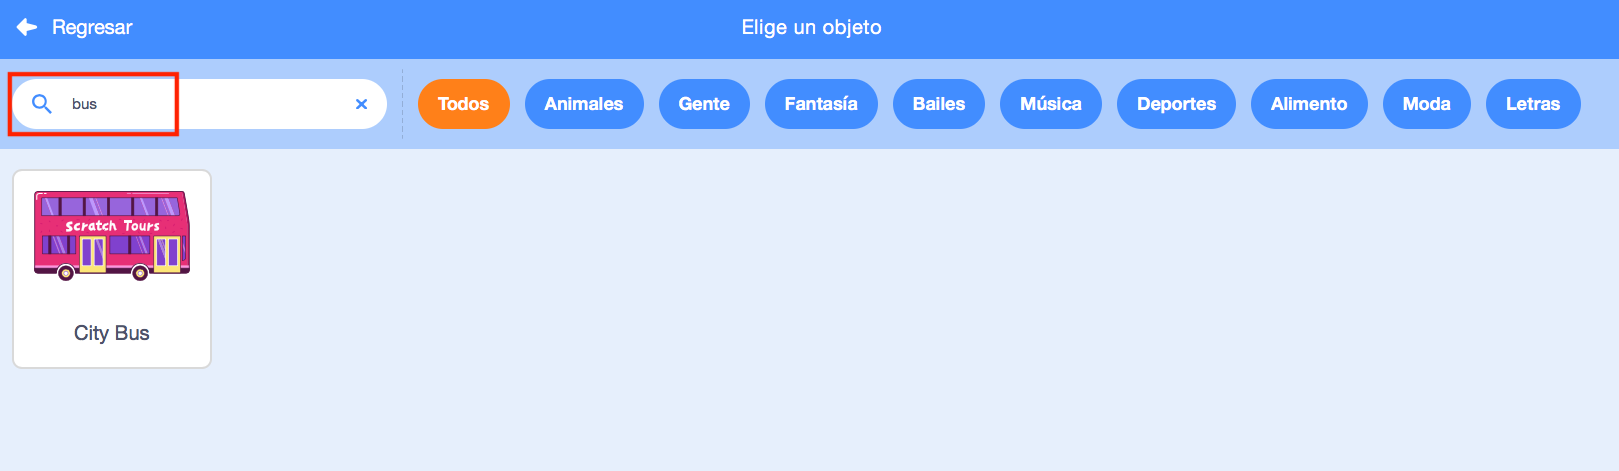 Regresar
Elige un objeto
bus
Todos
Animales
Gente
Fantasía
Bailes
Música
Deportes
Alimento
Moda
Letras
Scratch Tours
City Bus